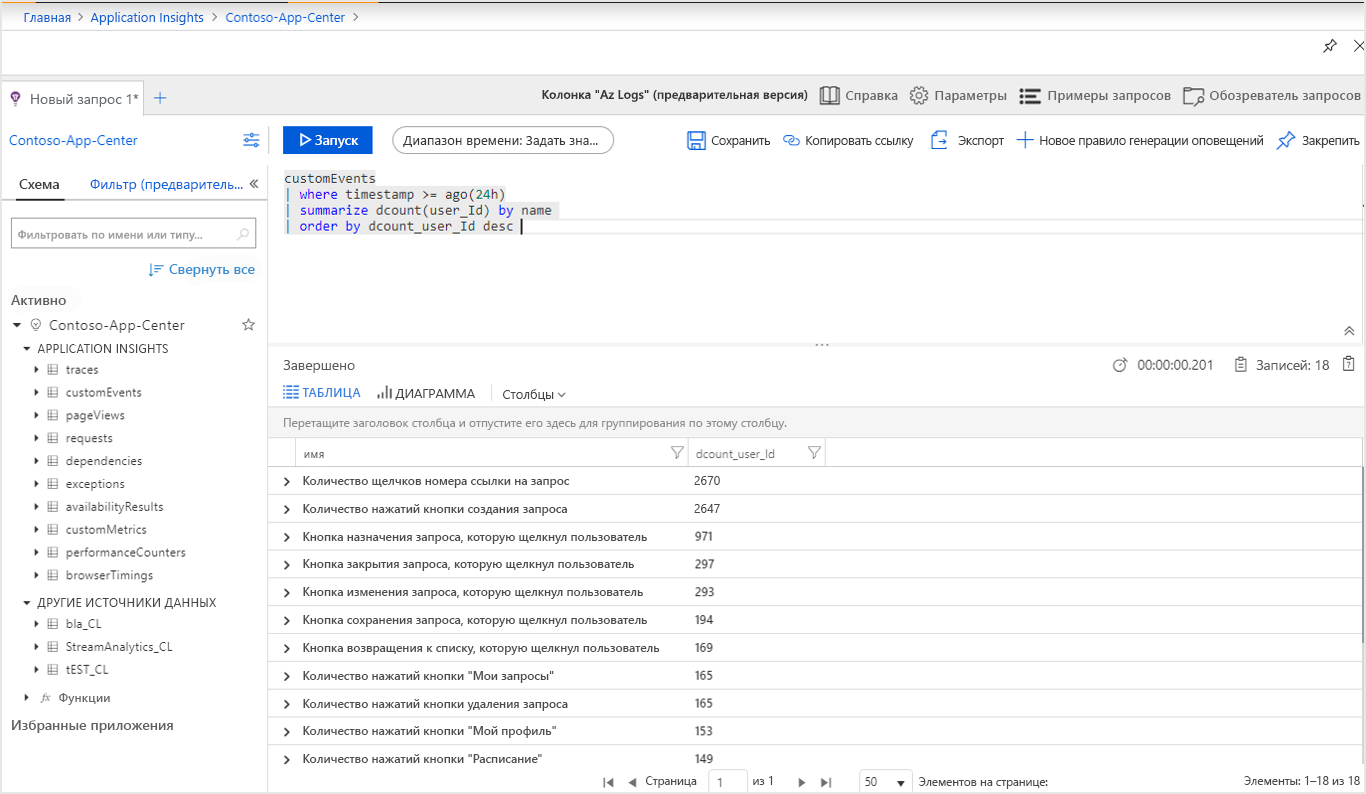 Главная > Application Insights > Contoso-App-Center >
Новый запрос 1* +
Колонка "Az Logs" (предварительная версия) Справка Параметры Примеры запросов Обозреватель запросов
Contoso-App-Center
Запуск Диапазон времени: Задать зна... Сохранить Копировать ссылку Экспорт Новое правило генерации оповещений Закрепить
Схема Фильтр (предваритель... «
Фильтровать по имени или типу...
Свернуть все
Активно
Contoso-App-Center
APPLICATION INSIGHTS
traces
customEvents
pageViews
requests
dependencies
exceptions
availabilityResults
customMetrics
performanceCounters
browserTimings
ДРУГИЕ ИСТОЧНИКИ ДАННЫХ
bla_CL
StreamAnalytics_CL
tEST_CL
fx Функции
Избранные приложения
customEvents
| where timestamp >= ago(24h)
| summarize dcount(user_Id) by name
| order by dcount_user_Id desc
Завершено 00:00:00.201 Записей: 18
ТАБЛИЦА ДИАГРАММА Столбцы
Перетащите заголовок столбца и отпустите его здесь для группирования по этому столбцу.
имя dcount_user_Id
Количество щелчков номера ссылки на запрос 2670
Количество нажатий кнопки создания запроса 2647
Кнопка назначения запроса, которую щелкнул пользователь 971
Кнопка закрытия запроса, которую щелкнул пользователь 297
Кнопка изменения запроса, которую щелкнул пользователь 293
Кнопка сохранения запроса, которую щелкнул пользователь 194
Кнопка возвращения к списку, которую щелкнул пользователь 169
Количество нажатий кнопки "Мои запросы" 165
Количество нажатий кнопки удаления запроса 165
Количество нажатий кнопки "Мой профиль" 153
Количество нажатий кнопки "Расписание" 149
Страница 1 из 1 50 Элементов на странице: Элементы: 1–18 из 18